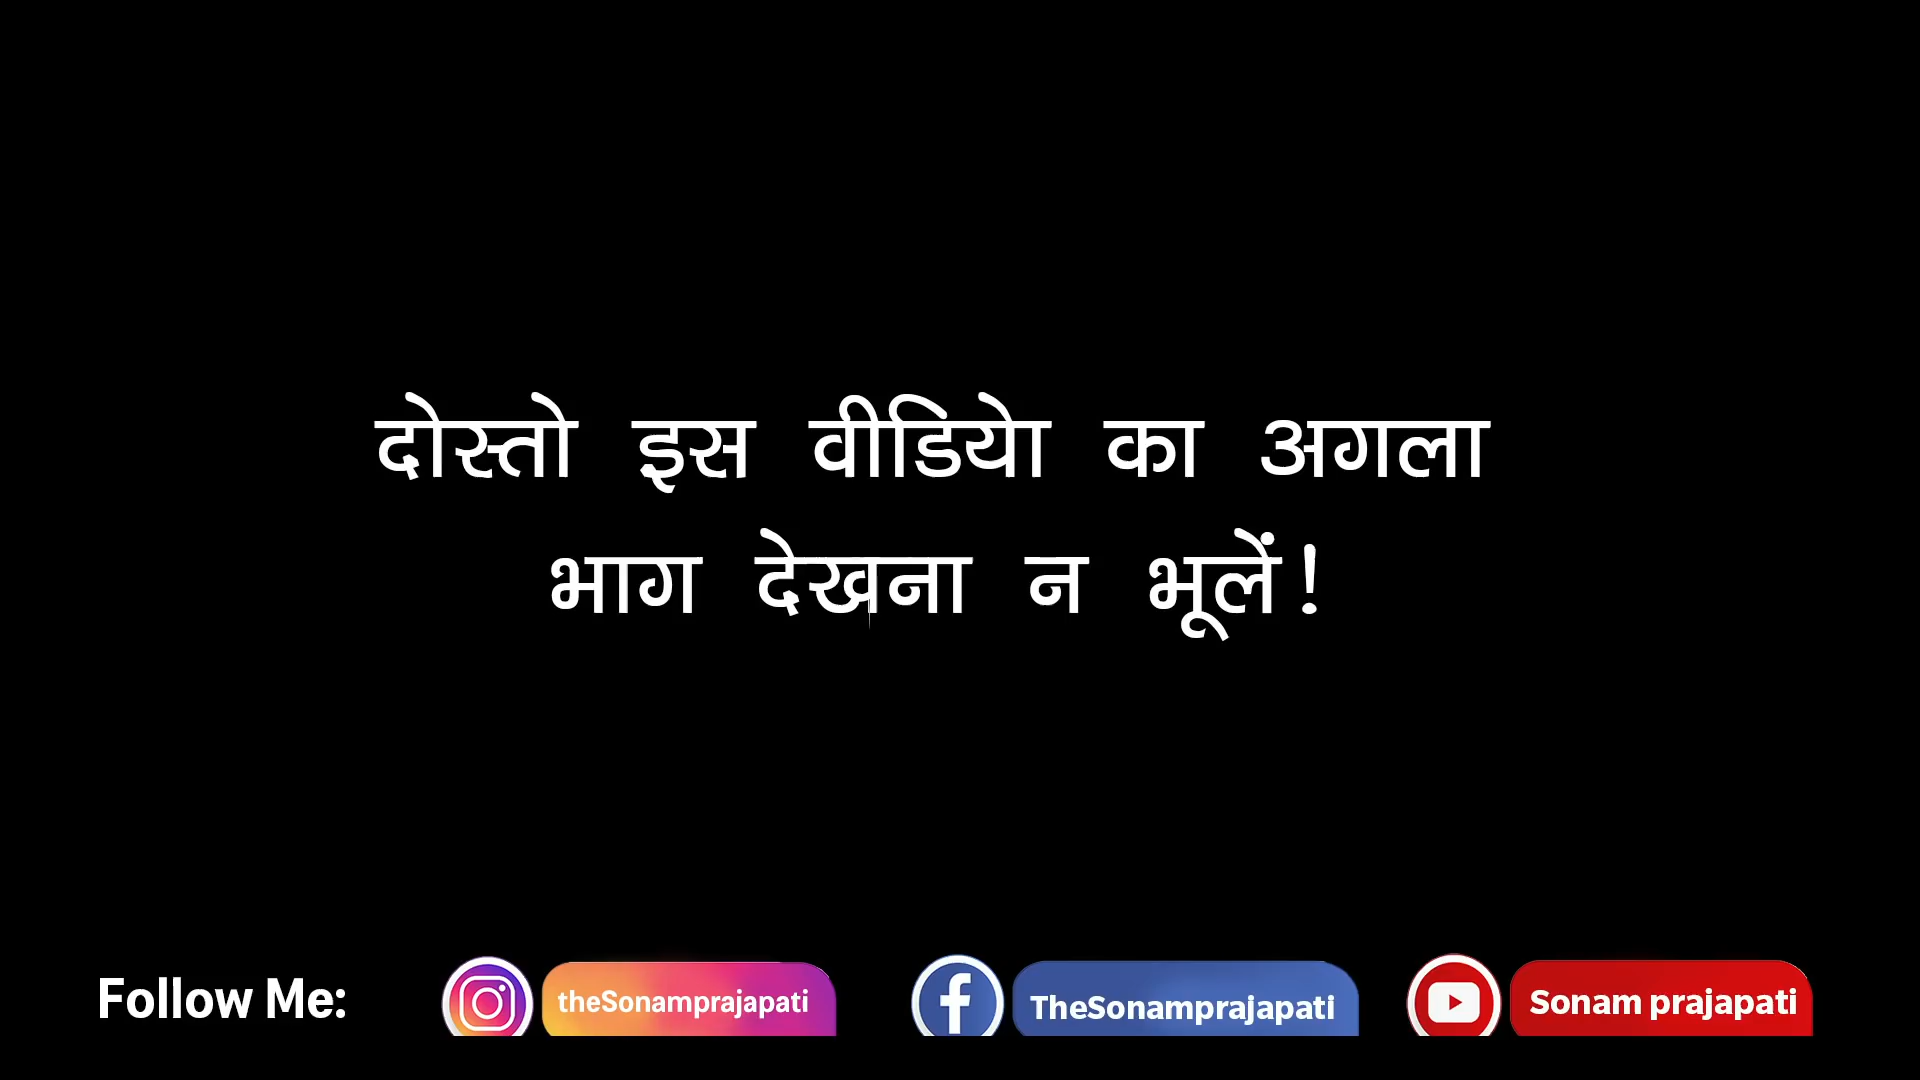 दोस्तो इस वीडियो का अगला
भाग देखना न भूलें!
Follow Me: theSonamprajapati TheSonamprajapati Sonam prajapati